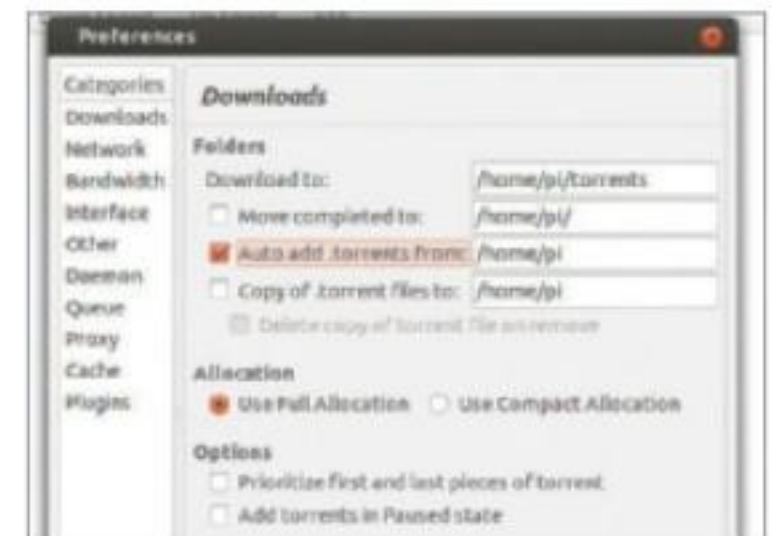 Preferences
Categories
Downloads
Network
Bandwidth
Interface
Other
Daemon
Queue
Proxy
Cache
Plugins
Downloads
Folders
Download to: /home/pi/torrents
Move completed to: /home/pi/
Auto add .torrents from: /home/pi
Copy of .torrent files to: /home/pi
Delete copy of torrent file on remove
Allocation
Use Full Allocation Use Compact Allocation
Options
Prioritize first and last pieces of torrent
Add torrents in Paused state